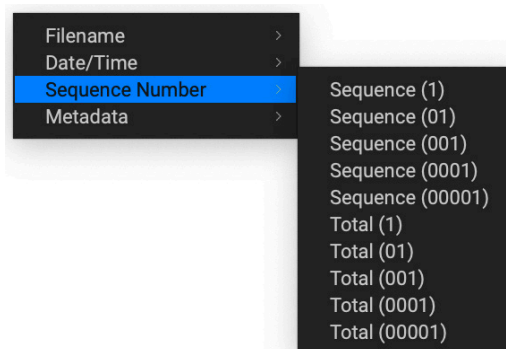 Filename
Date/Time
Sequence Number
Metadata
Sequence (1)
Sequence (01)
Sequence (001)
Sequence (0001)
Sequence (00001)
Total (1)
Total (01)
Total (001)
Total (0001)
Total (00001)